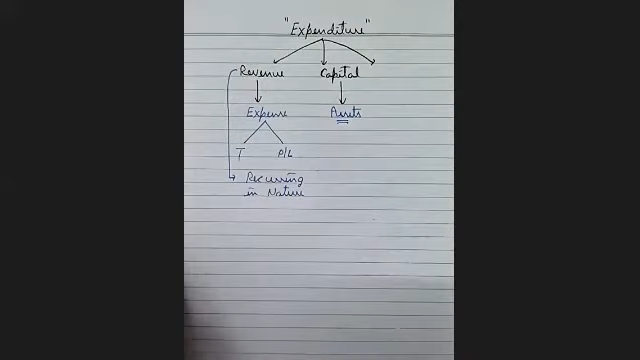 "Expenditure"
Revenue Capital
Expense Assets
T P/L
Recurring
in Nature